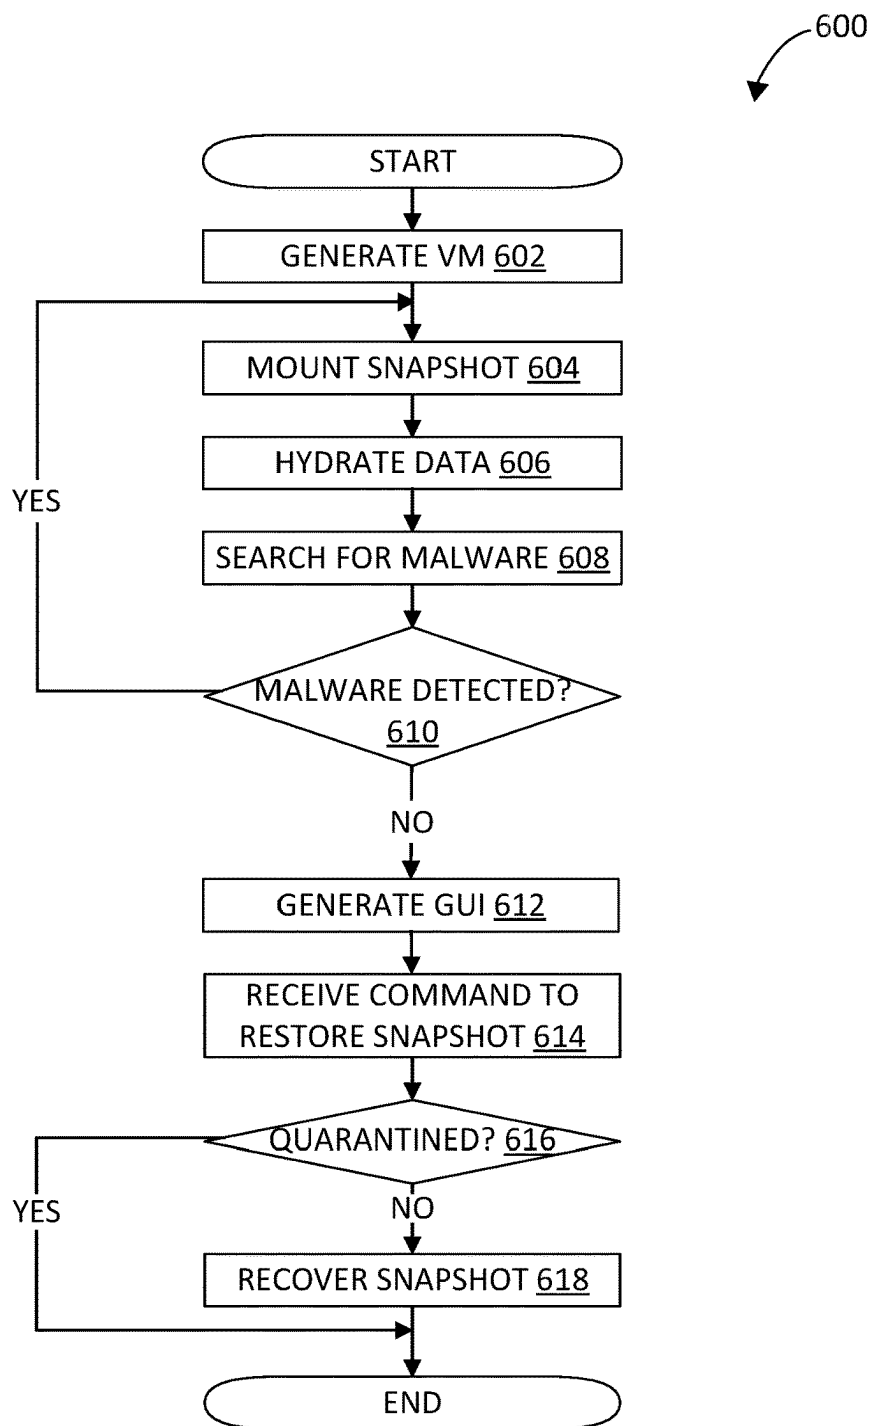 600
START
GENERATE VM 602
MOUNT SNAPSHOT 604
HYDRATE DATA 606
YES
SEARCH FOR MALWARE 608
MALWARE DETECTED?
610
NO
GENERATE GUI 612
RECEIVE COMMAND TO
RESTORE SNAPSHOT 614
QUARANTINED? 616
YES
NO
RECOVER SNAPSHOT 618
END